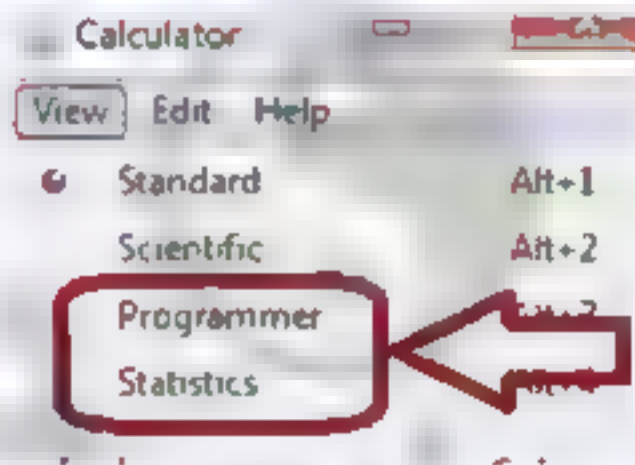 Calculator
View Edit Help
Standard Alt+1
Scientific Alt+2
Programmer
Statistics